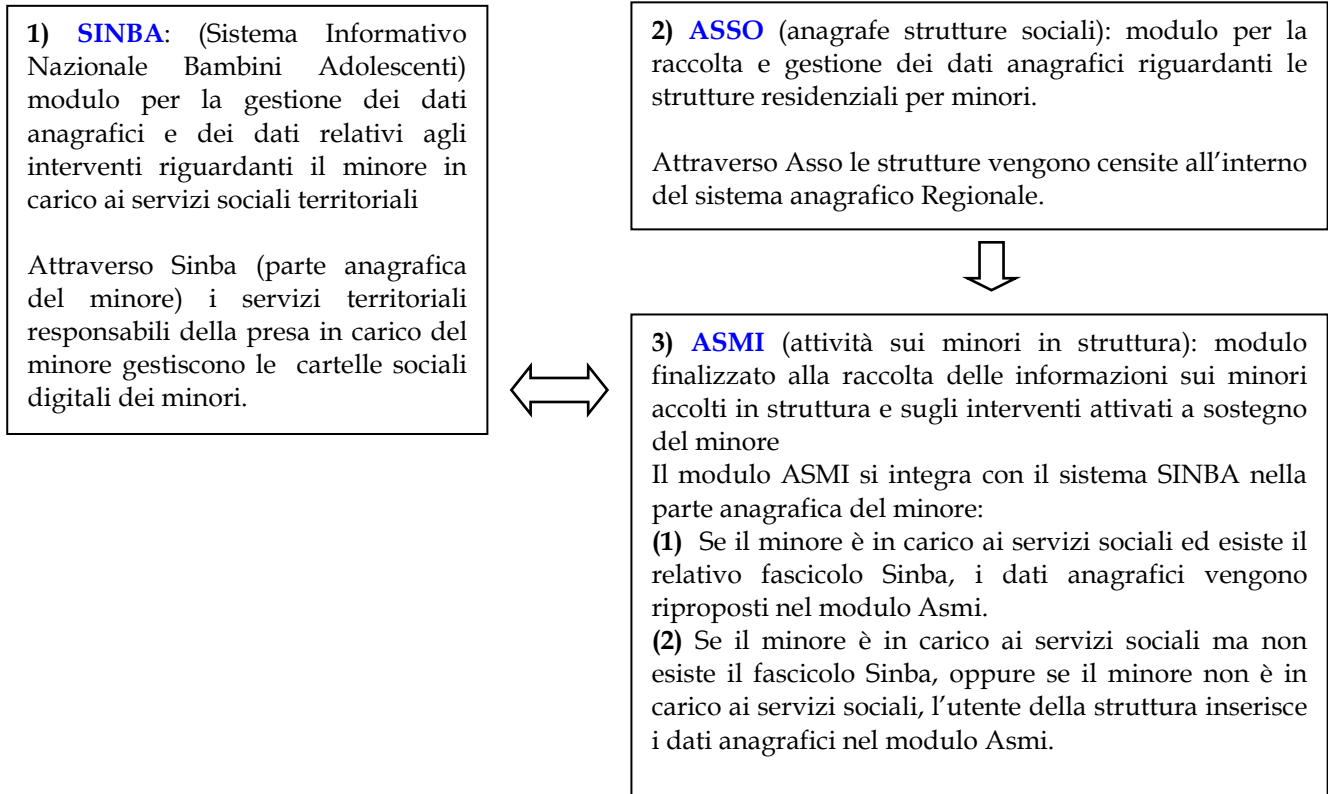 1) SINBA: (Sistema Informativo
Nazionale Bambini Adolescenti)
modulo per la gestione dei dati
anagrafici e dei dati relativi agli
interventi riguardanti il minore in
carico ai servizi sociali territoriali
Attraverso Sinba (parte anagrafica
del minore) i servizi territoriali
responsabili della presa in carico del
minore gestiscono le cartelle sociali
digitali dei minori.
2) ASSO (anagrafe strutture sociali): modulo per la
raccolta e gestione dei dati anagrafici riguardanti le
strutture residenziali per minori.
Attraverso Asso le strutture vengono censite all'interno
del sistema anagrafico Regionale.
3) ASMI (attività sui minori in struttura): modulo
finalizzato alla raccolta delle informazioni sui minori
accolti in struttura e sugli interventi attivati a sostegno
del minore
Il modulo ASMI si integra con il sistema SINBA nella
parte anagrafica del minore:
(1) Se il minore è in carico ai servizi sociali ed esiste il
relativo fascicolo Sinba, i dati anagrafici vengono
riproposti nel modulo Asmi.
(2) Se il minore è in carico ai servizi sociali ma non
esiste il fascicolo Sinba, oppure se il minore non è in
carico ai servizi sociali, l'utente della struttura inserisce
i dati anagrafici nel modulo Asmi.